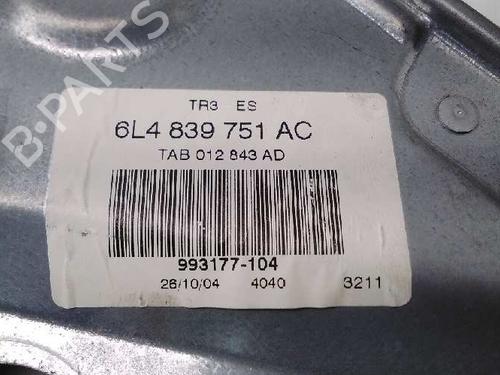 TR3 ES
6L4 839 751 AC
TAB 012 843 AD
993177-104
26/10/04 4040 3211
B-PARTS